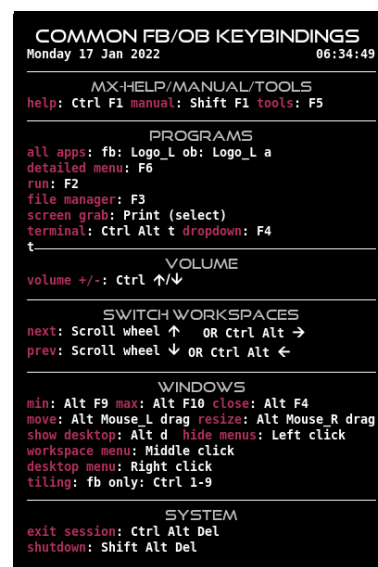 COMMON FB/OB KEYBINDINGS
Monday 17 Jan 2022 06:34:49
MX-HELP/MANUAL/TOOLS
help: Ctrl F1 manual: Shift F1 tools: F5
PROGRAMS
all apps: fb: Logo_L ob: Logo_L a
detailed menu: F6
run: F2
file manager: F3
screen grab: Print (select)
terminal: Ctrl Alt t dropdown: F4
t
VOLUME
volume +/-: Ctrl ↑/↓
SWITCH WORKSPACES
next: Scroll wheel ↑ OR Ctrl Alt →
prev: Scroll wheel ↓ OR Ctrl Alt ←
WINDOWS
min: Alt F9 max: Alt F10 close: Alt F4
move: Alt Mouse_L drag resize: Alt Mouse_R drag
show desktop: Alt d hide menus: Left click
workspace menu: Middle click
desktop menu: Right click
tiling: fb only: Ctrl 1-9
SYSTEM
exit session: Ctrl Alt Del
shutdown: Shift Alt Del